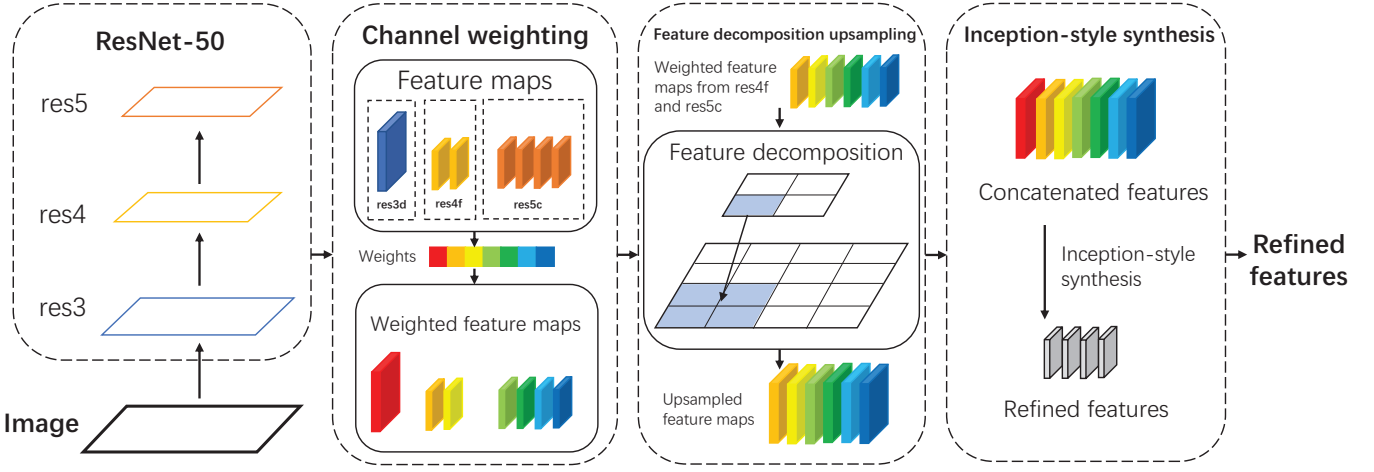 ResNet-50
res5
res4
res3
Image
Channel weighting
Feature maps
res3d
res4f
res5c
Weights
Weighted feature maps
Feature decomposition upsampling
Weighted feature
maps from res4f
and res5c
Feature decomposition
Upsampled
feature maps
Inception-style synthesis
Concatenated features
Inception-style
synthesis
Refined features
Refined
features